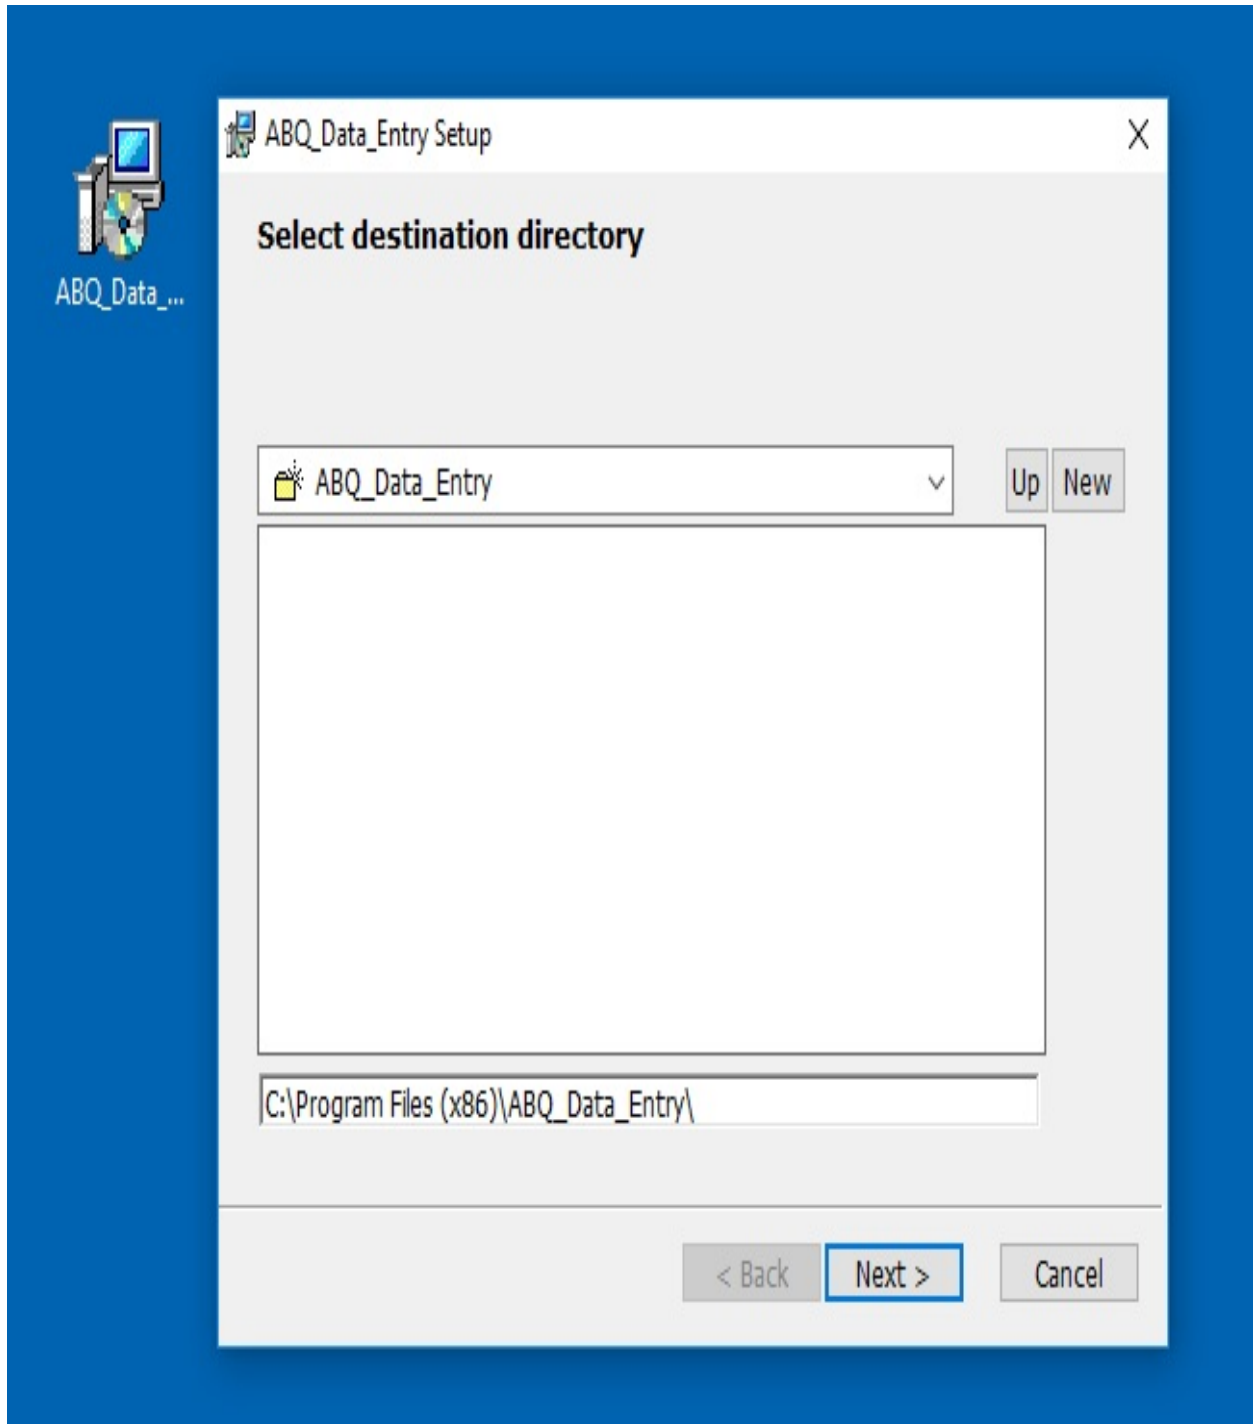 ABQ_Data_Entry Setup
ABQ_Data_...
Select destination directory
ABQ_Data_Entry
Up New
C:\Program Files (x86)\ABQ_Data_Entry\
< Back Next > Cancel